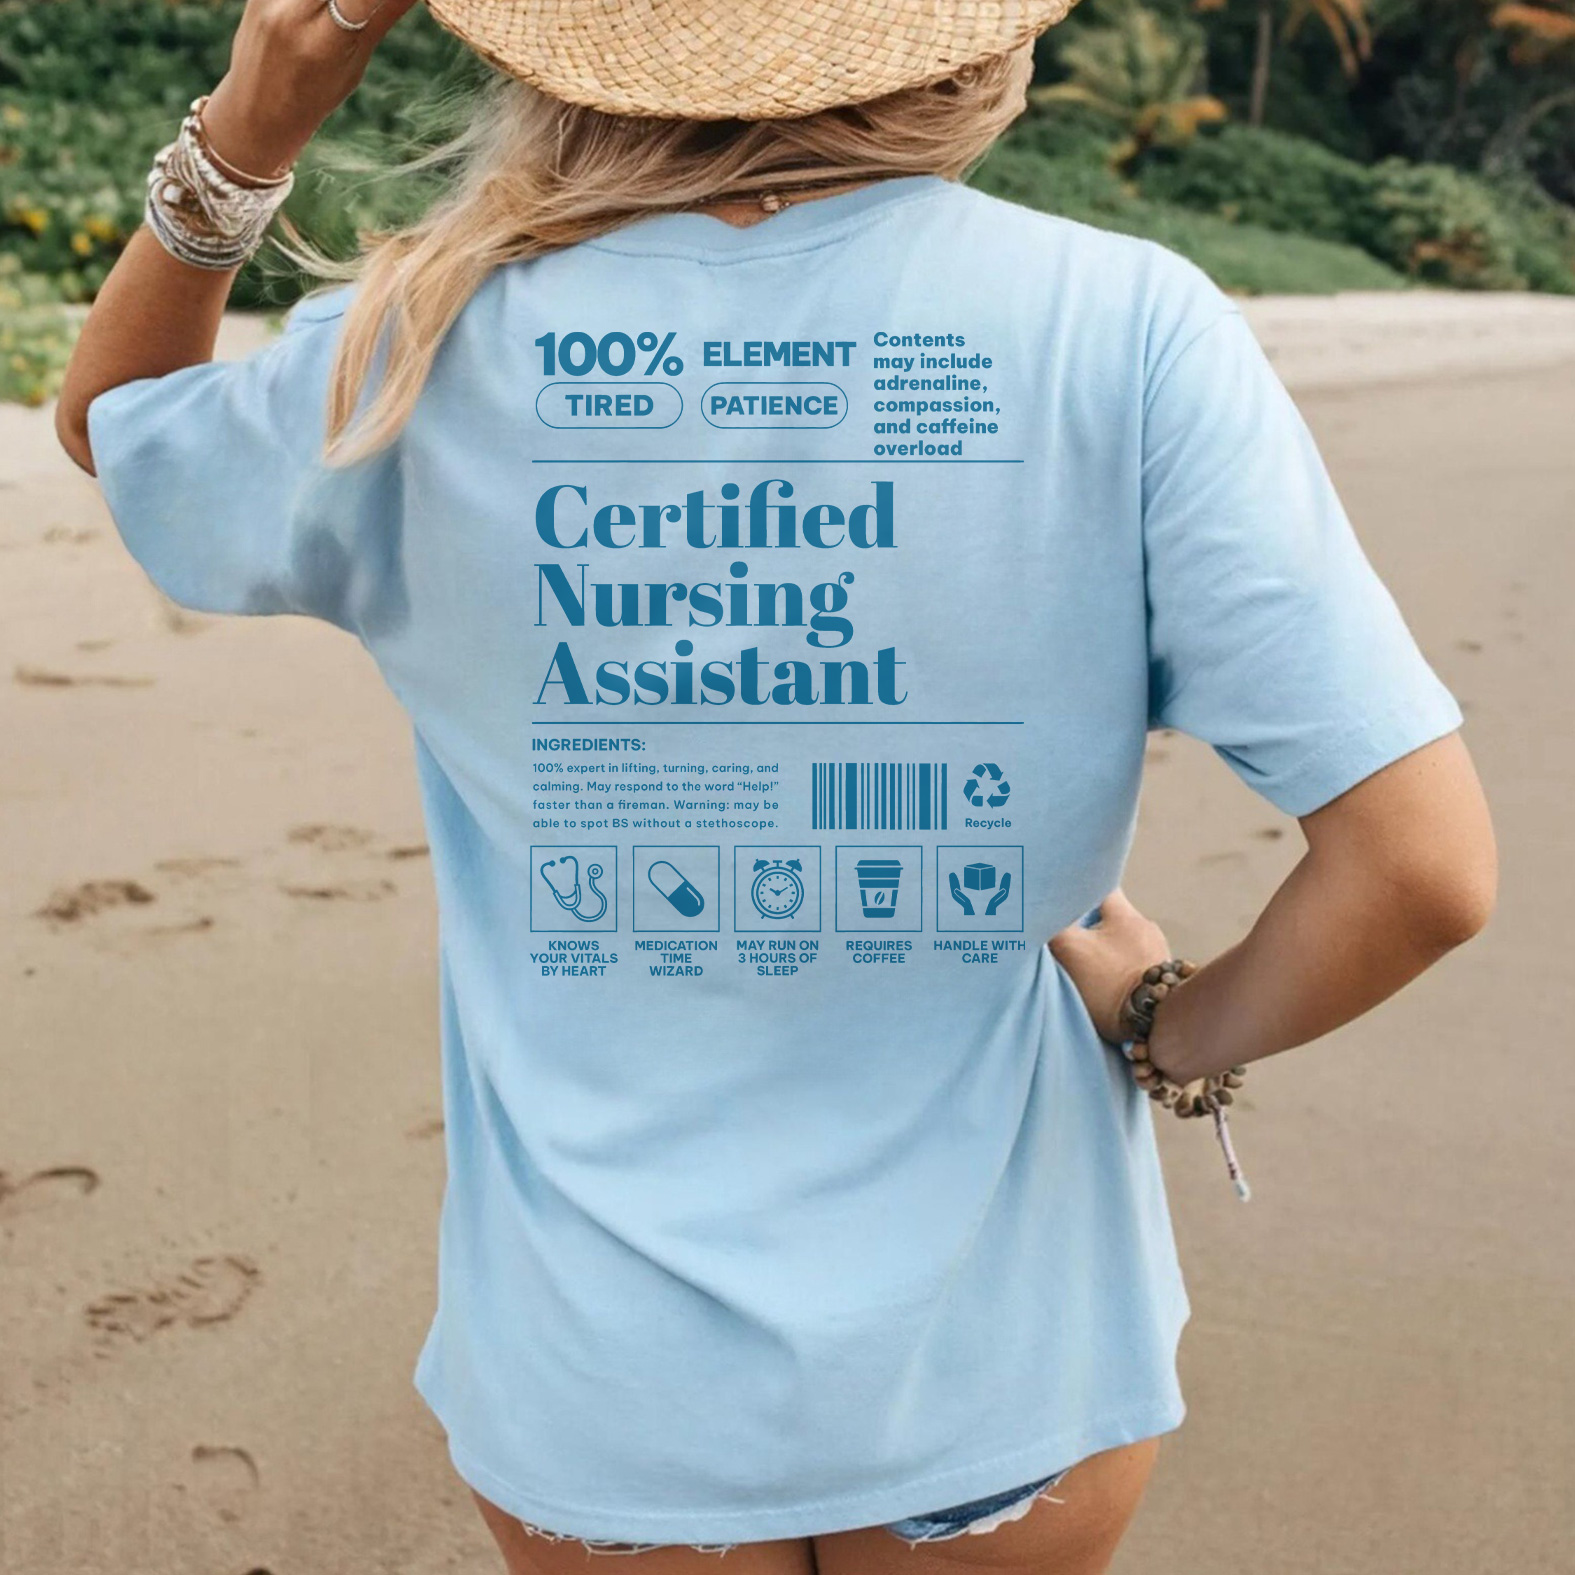 100%
TIRED
ELEMENT
PATIENCE
Contents
may include
adrenaline,
compassion,
and caffeine
overload
Certified
Nursing
Assistant
INGREDIENTS:
100% expert in lifting, turning, caring, and
calming. May respond to the word “Help!”
faster than a fireman. Warning: may be
able to spot BS without a stethoscope.
Recycle
KNOWS
YOUR VITALS
BY HEART
MEDICATION
TIME
WIZARD
MAY RUN ON
3 HOURS OF
SLEEP
REQUIRES
COFFEE
HANDLE WITH
CARE